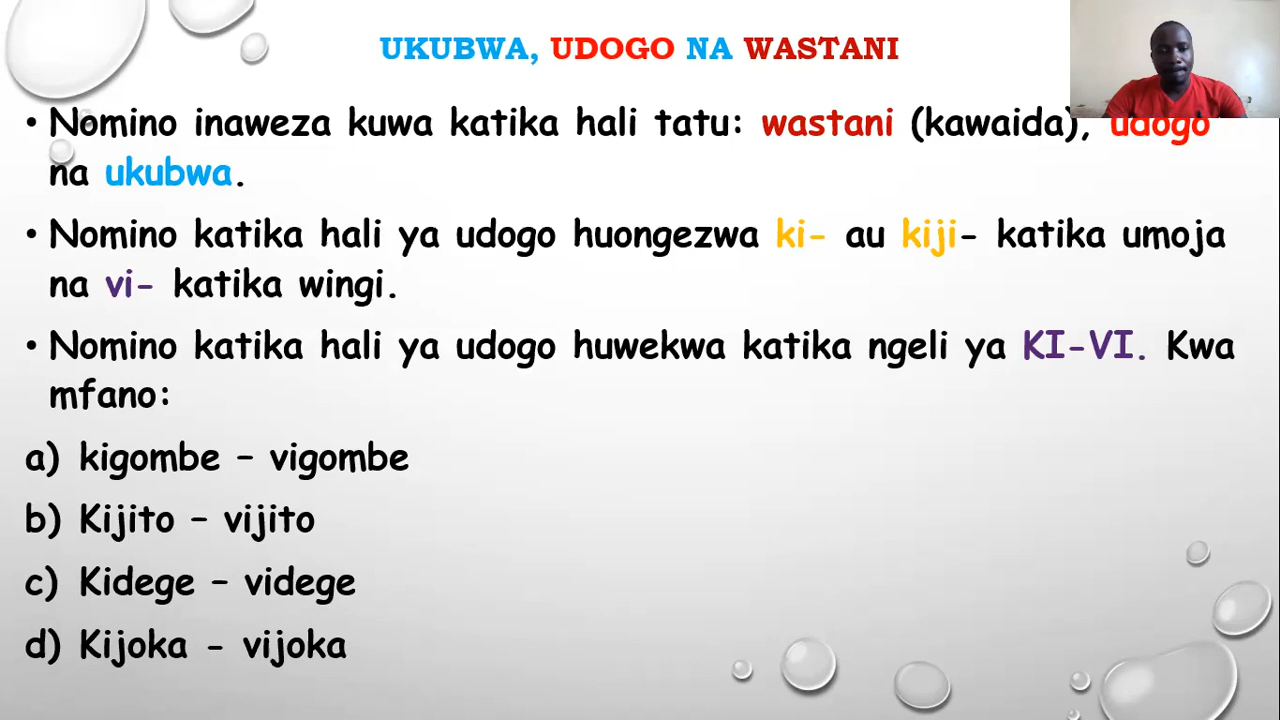 UKUBWA, UDOGO NA WASTANI
• Nomino inaweza kuwa katika hali tatu: wastani (kawaida), udogo
na ukubwa.
• Nomino katika hali ya udogo huongezwa ki- au kiji- katika umoja
na vi- katika wingi.
• Nomino katika hali ya udogo huwekwa katika ngeli ya KI-VI. Kwa
mfano:
a) kigombe – vigombe
b) Kijito – vijito
c) Kidege – videge
d) Kijoka - vijoka